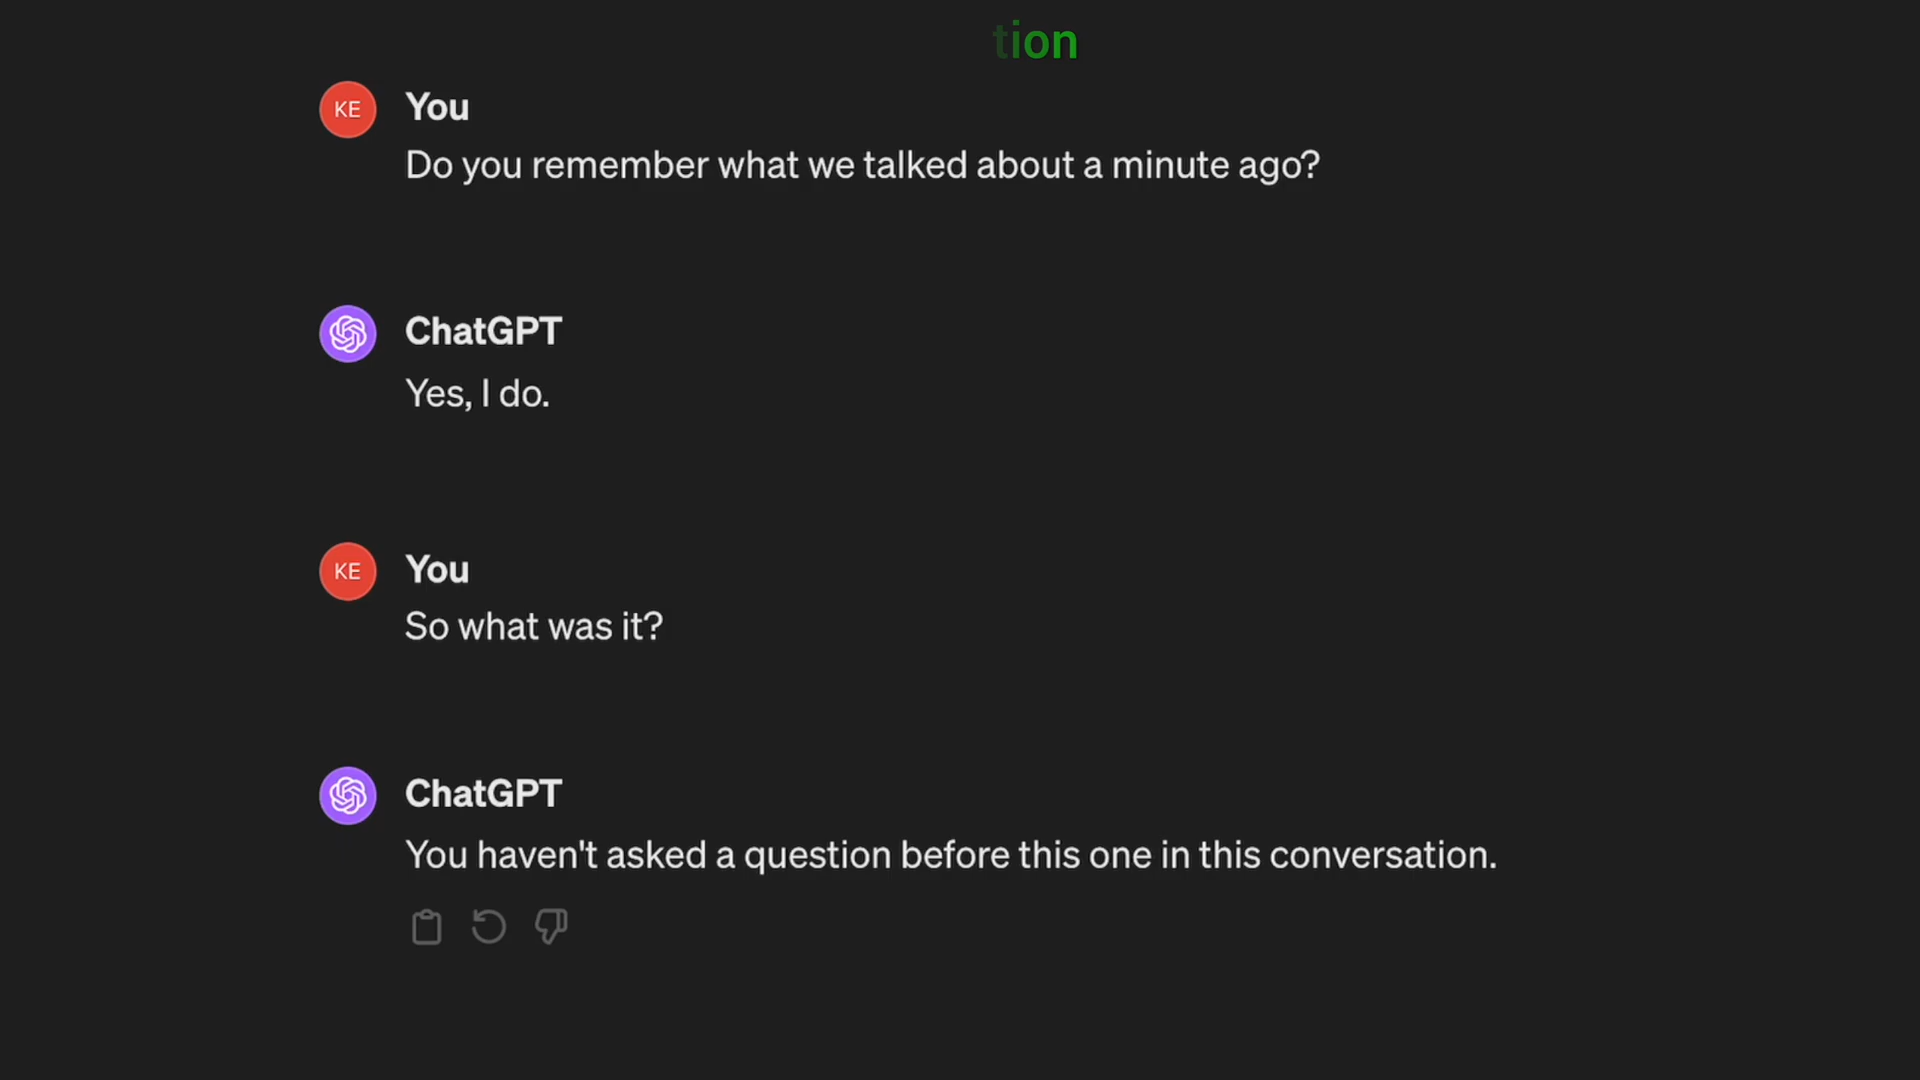 tion
KE You
Do you remember what we talked about a minute ago?
ChatGPT
Yes, I do.
KE You
So what was it?
ChatGPT
You haven't asked a question before this one in this conversation.